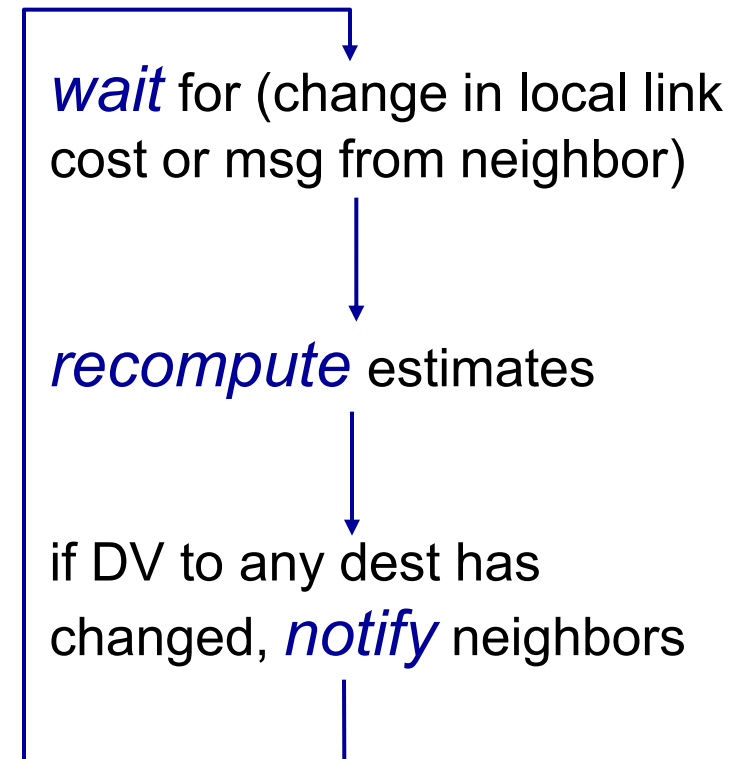 wait for (change in local link
cost or msg from neighbor)
recompute estimates
if DV to any dest has
changed, notify neighbors